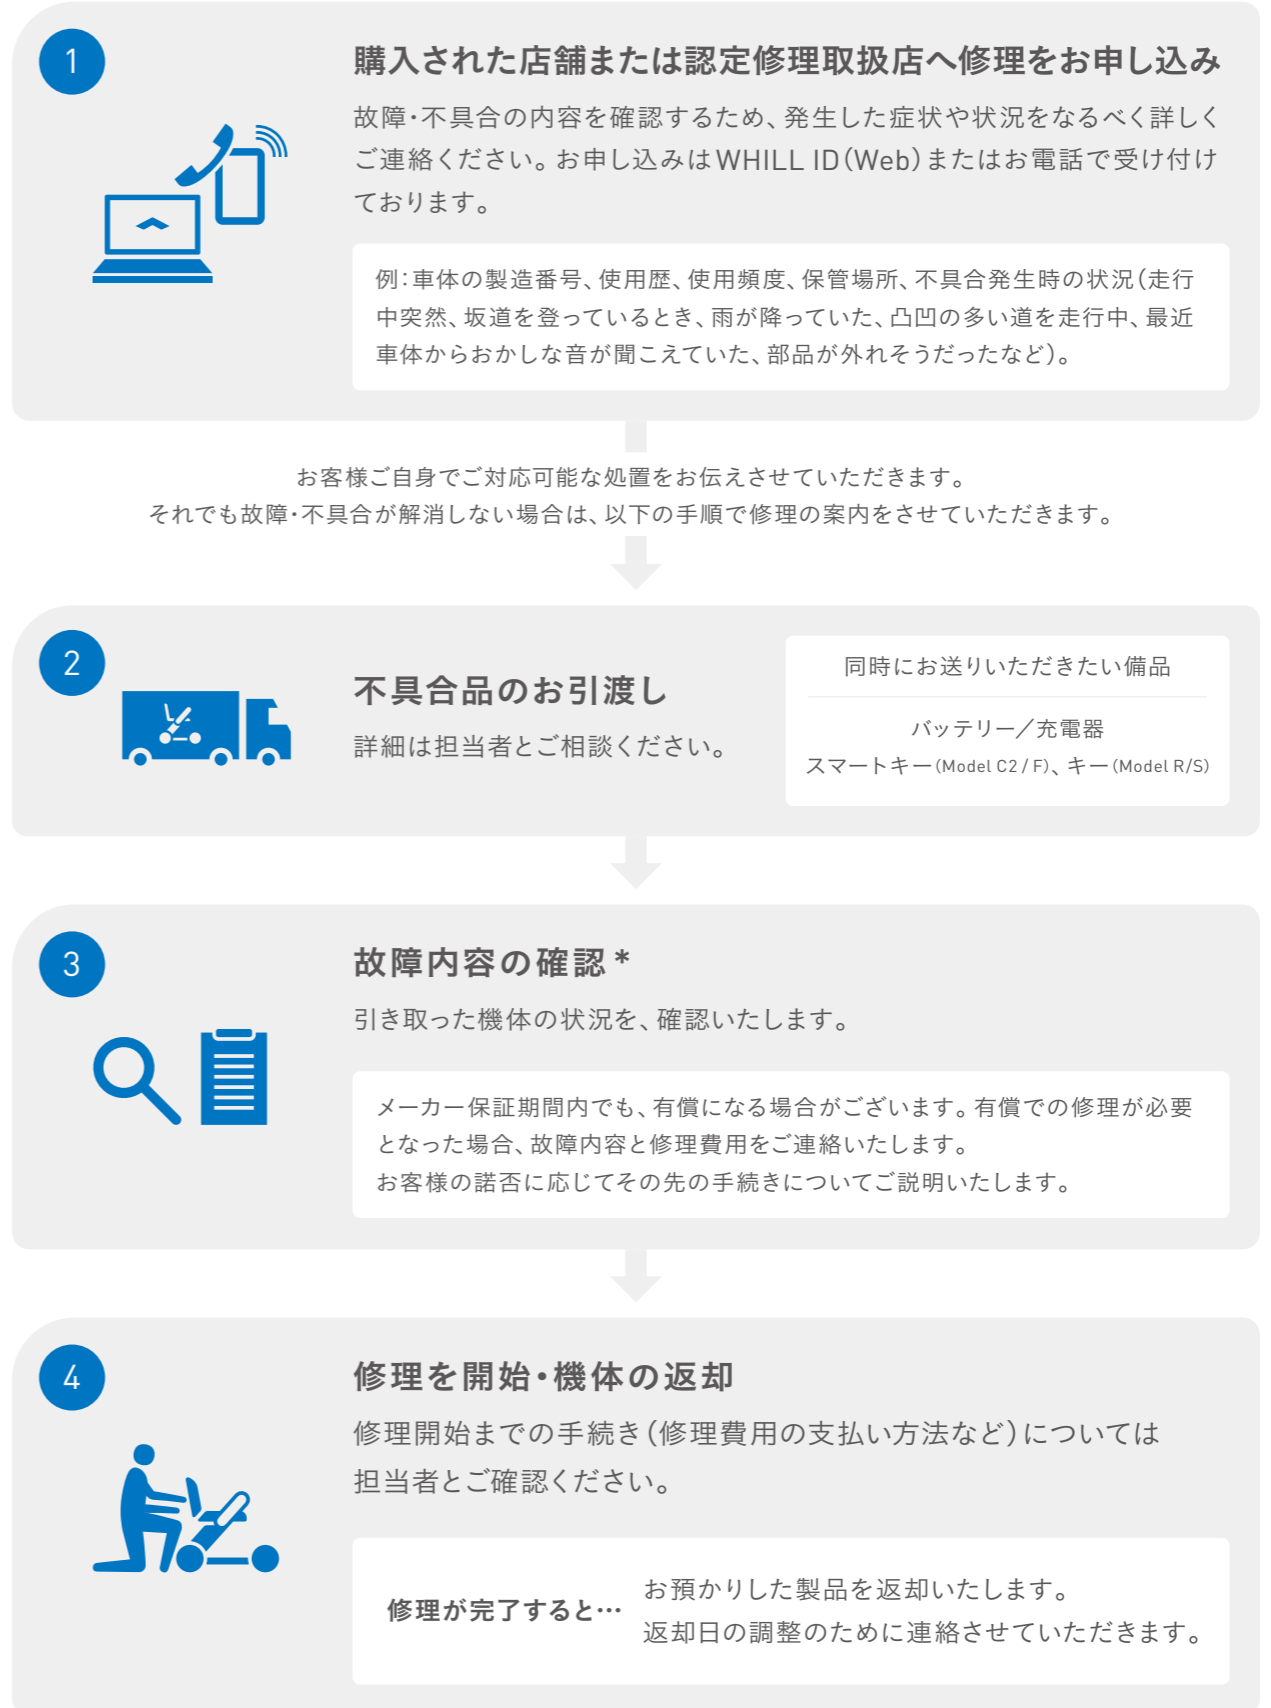 1
購入された店舗または認定修理取扱店へ修理をお申し込み
故障・不具合の内容を確認するため、発生した症状や状況をなるべく詳しく
ご連絡ください。お申し込みはWHILL ID（Web）またはお電話で受け付け
ております。
例：車体の製造番号、使用歴、使用頻度、保管場所、不具合発生時の状況（走行
中突然、坂道を登っているとき、雨が降っていた、凸凹の多い道を走行中、最近
車体からおかしな音が聞こえていた、部品が外れそうだったなど）。
お客様ご自身でご対応可能な処置をお伝えさせていただきます。
それでも故障・不具合が解消しない場合は、以下の手順で修理の案内をさせていただきます。
2
不具合品のお引渡し
詳細は担当者とご相談ください。
同時にお送りいただきたい備品
バッテリー／充電器
スマートキー（Model C2 / F）、キー（Model R/S）
3
故障内容の確認＊
引き取った機体の状況を、確認いたします。
メーカー保証期間内でも、有償になる場合がございます。有償での修理が必要
となった場合、故障内容と修理費用をご連絡いたします。
お客様の諾否に応じてその先の手続きについてご説明いたします。
4
修理を開始・機体の返却
修理開始までの手続き（修理費用の支払い方法など）については
担当者とご確認ください。
修理が完了すると…
お預かりした製品を返却いたします。
返却日の調整のために連絡させていただきます。